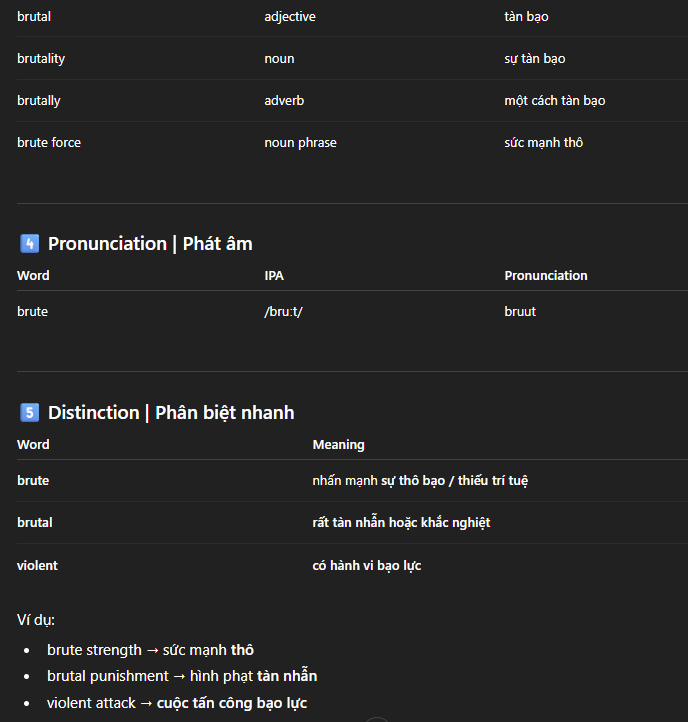 brutal adjective tàn bạo
brutality noun sự tàn bạo
brutally adverb một cách tàn bạo
brute force noun phrase sức mạnh thô
4 Pronunciation | Phát âm
Word IPA Pronunciation
brute /bruːt/ bruut
5 Distinction | Phân biệt nhanh
Word Meaning
brute nhấn mạnh sự thô bạo / thiếu trí tuệ
brutal rất tàn nhẫn hoặc khắc nghiệt
violent có hành vi bạo lực
Ví dụ:
• brute strength → sức mạnh thô
• brutal punishment → hình phạt tàn nhẫn
• violent attack → cuộc tấn công bạo lực